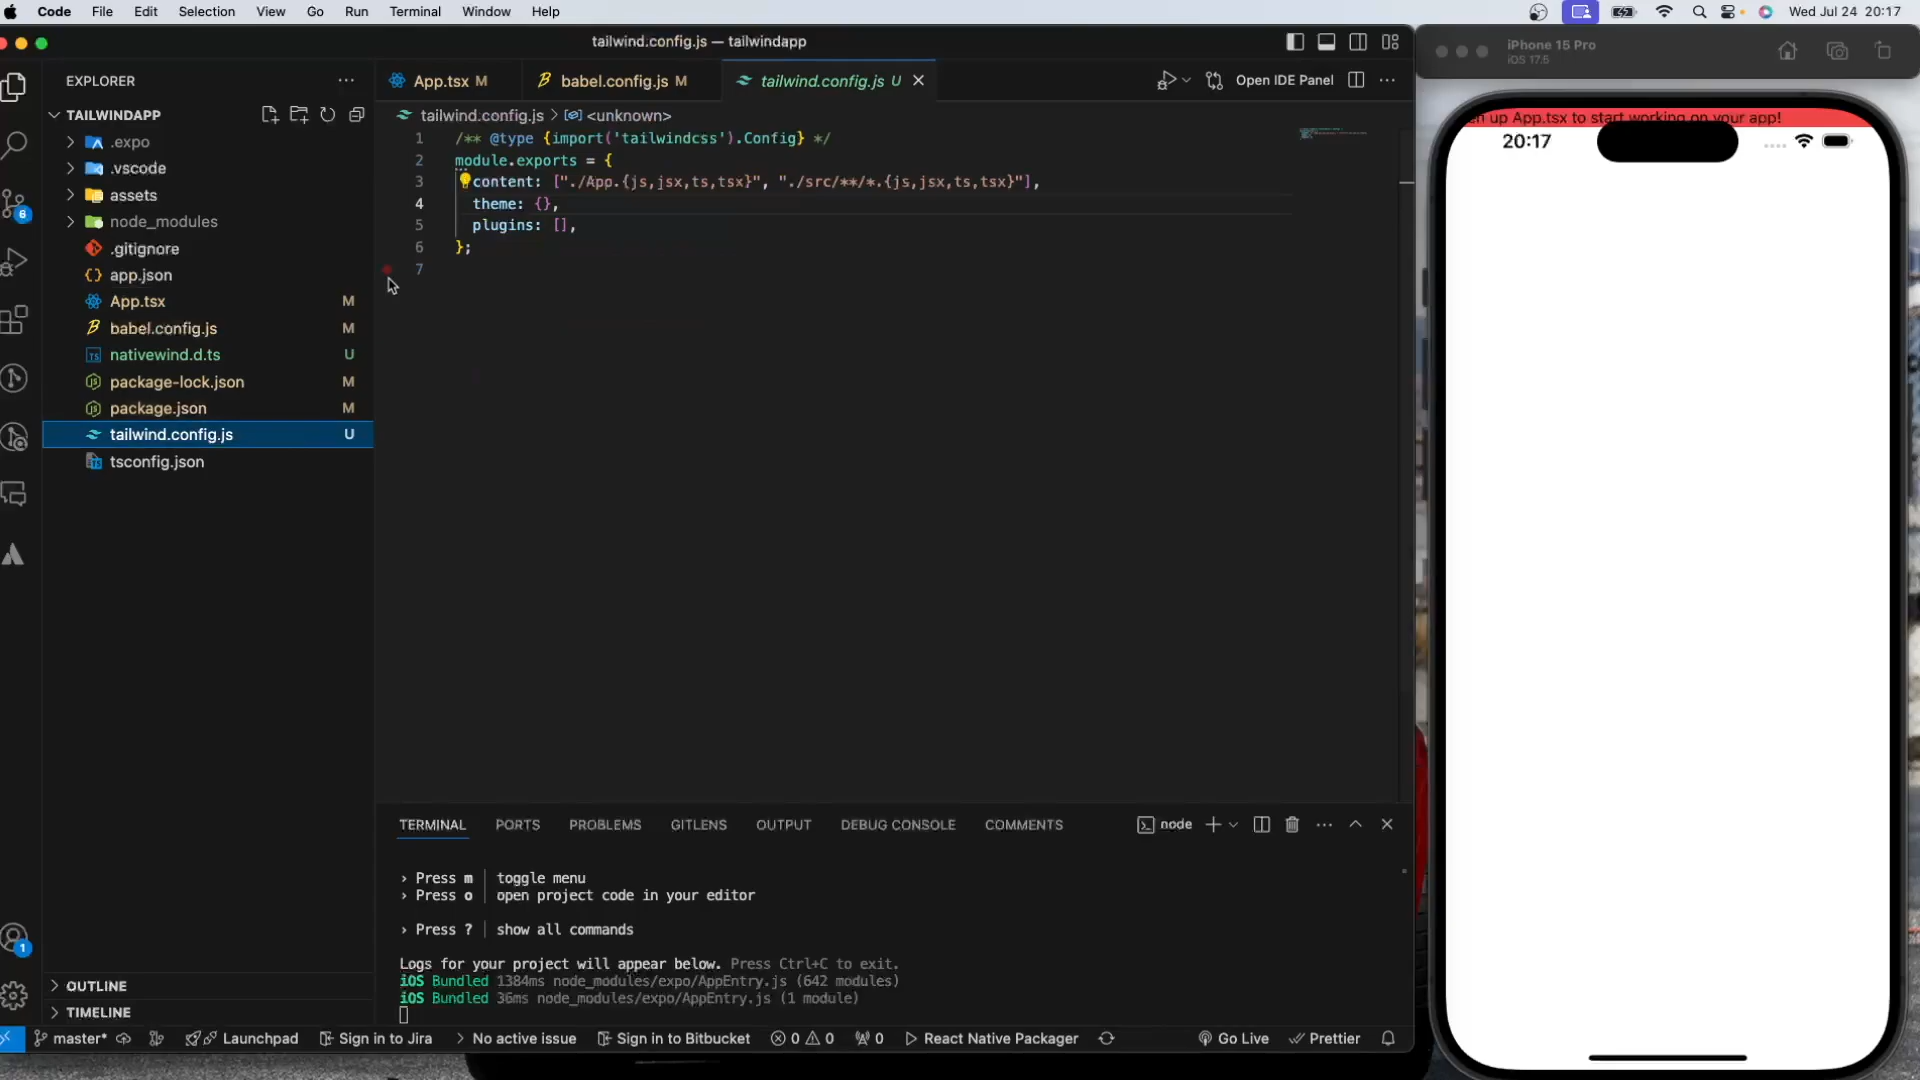 Code File Edit Selection View Go Run Terminal Window Help Wed Jul 24 20:17
tailwind.config.js — tailwindapp
EXPLORER
App.tsx M
babel.config.js M
tailwind.config.js U
Open IDE Panel
tailwind.config.js > <unknown>
TAILWINDAPP
.expo
.vscode
assets
node_modules
.gitignore
app.json
App.tsx M
babel.config.js M
nativewind.d.ts U
package-lock.json M
package.json M
tailwind.config.js U
tsconfig.json
OUTLINE
TIMELINE
6
1
1 /** @type {import('tailwindcss').Config} */
2 module.exports = {
3 content: ["./App.{js,jsx,ts,tsx}", "./src/**/*.{js,jsx,ts,tsx}"],
4 theme: {},
5 plugins: [],
6 };
7
TERMINAL PORTS PROBLEMS GITLENS OUTPUT DEBUG CONSOLE COMMENTS node
› Press m │ toggle menu
› Press o │ open project code in your editor
› Press ? │ show all commands
Logs for your project will appear below. Press Ctrl+C to exit.
iOS Bundled 1384ms node_modules/expo/AppEntry.js (642 modules)
iOS Bundled 36ms node_modules/expo/AppEntry.js (1 module)
master* Launchpad Sign in to Jira No active issue Sign in to Bitbucket 0 0 0 React Native Packager Go Live Prettier
iPhone 15 Pro
iOS 17.5
up App.tsx to start working on your app!
20:17